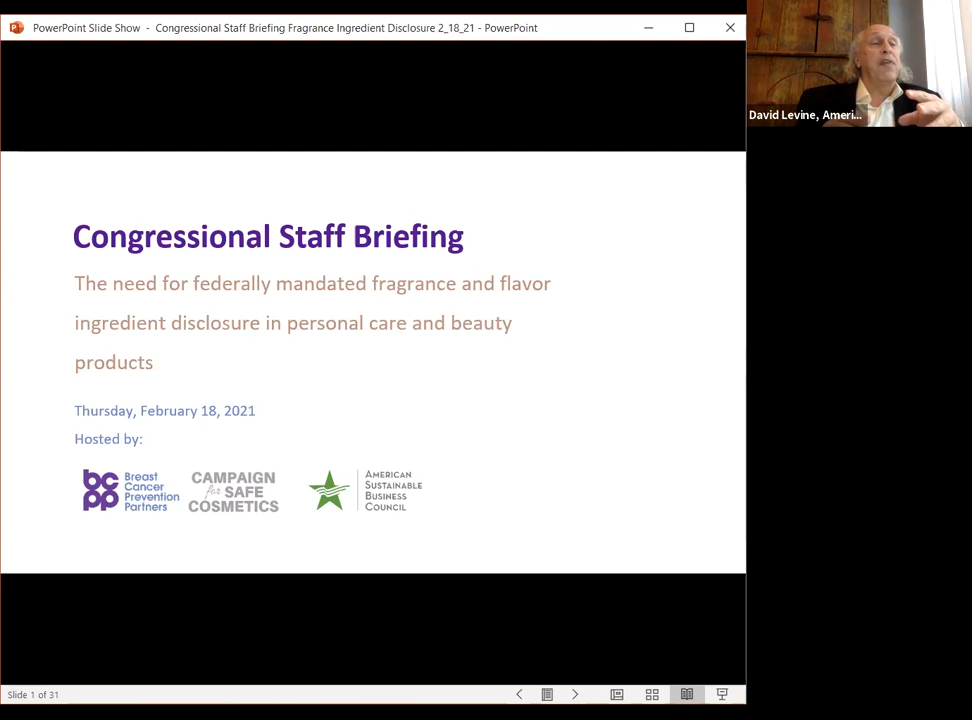 PowerPoint Slide Show - Congressional Staff Briefing Fragrance Ingredient Disclosure 2_18_21 - PowerPoint
David Levine, Ameri...
Congressional Staff Briefing
The need for federally mandated fragrance and flavor
ingredient disclosure in personal care and beauty
products
Thursday, February 18, 2021
Hosted by:
bc
pp
Breast
Cancer
Prevention
Partners
CAMPAIGN
for SAFE
COSMETICS
AMERICAN
SUSTAINABLE
BUSINESS
COUNCIL
Slide 1 of 31